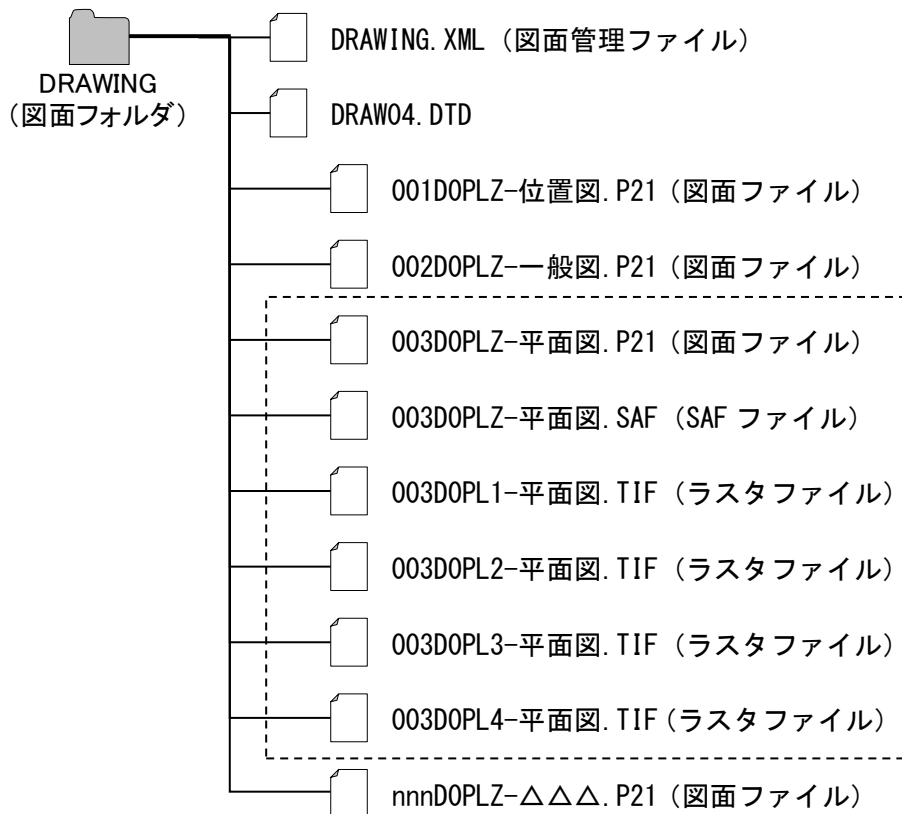 DRAWING
(図面フォルダ)
DRAWING.XML (図面管理ファイル)
DRAW04.DTD
001D0PLZ-位置図.P21 (図面ファイル)
002D0PLZ-一般図.P21 (図面ファイル)
003D0PLZ-平面図.P21 (図面ファイル)
003D0PLZ-平面図.SAF (SAF ファイル)
003D0PL1-平面図.TIF (ラスタファイル)
003D0PL2-平面図.TIF (ラスタファイル)
003D0PL3-平面図.TIF (ラスタファイル)
003D0PL4-平面図.TIF (ラスタファイル)
nnnD0PLZ-△△△.P21 (図面ファイル)